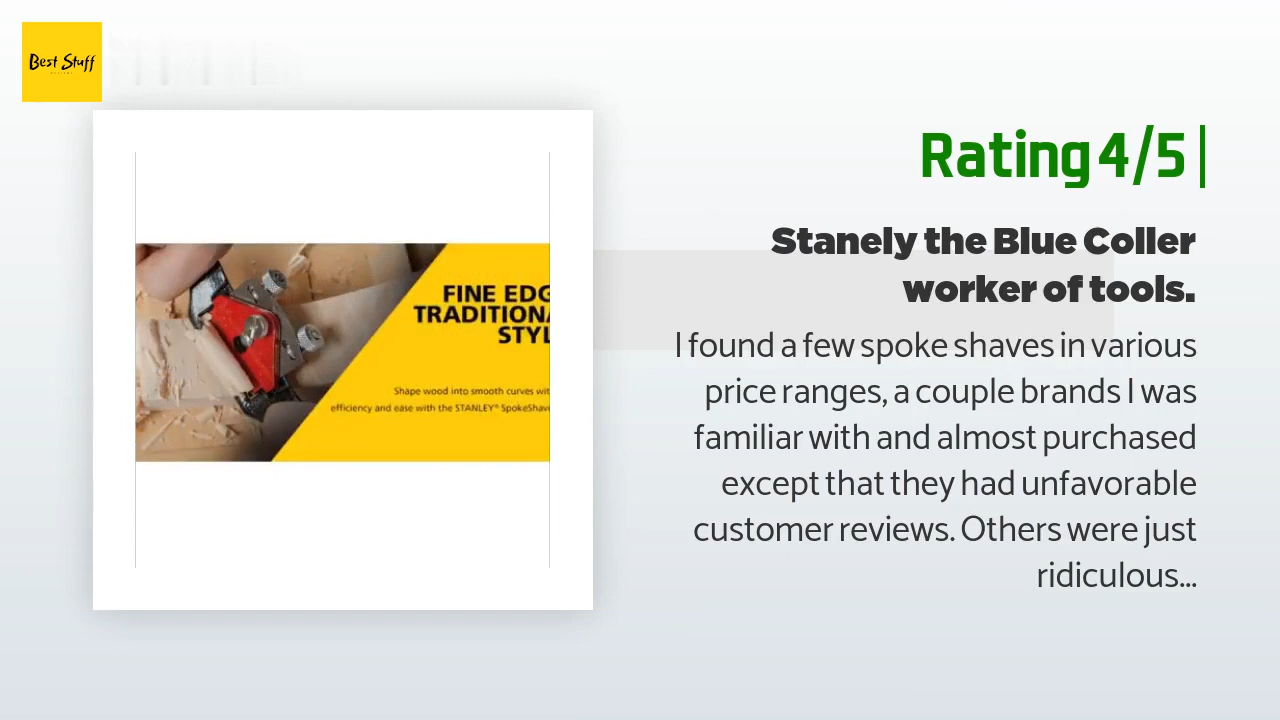 Best Stuff
Rating 4/5 |
Stanely the Blue Coller
worker of tools.
I found a few spoke shaves in various
price ranges, a couple brands I was
familiar with and almost purchased
except that they had unfavorable
customer reviews. Others were just
ridiculous...
FINE EDG
TRADITIONA
STYL
Shape wood into smooth curves wit
efficiency and ease with the STANLEY® SpokeShave